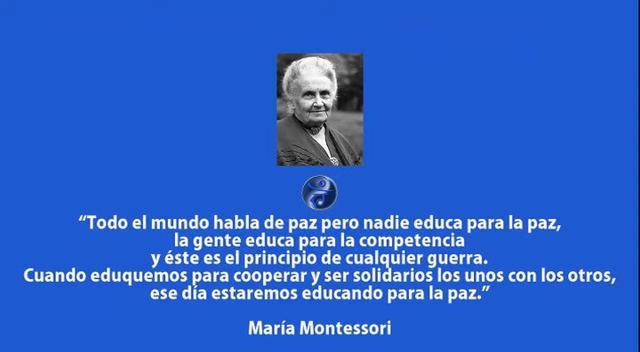 “Todo el mundo habla de paz pero nadie educa para la paz,
la gente educa para la competencia
y éste es el principio de cualquier guerra.
Cuando eduquemos para cooperar y ser solidarios los unos con los otros,
ese día estaremos educando para la paz.”
María Montessori